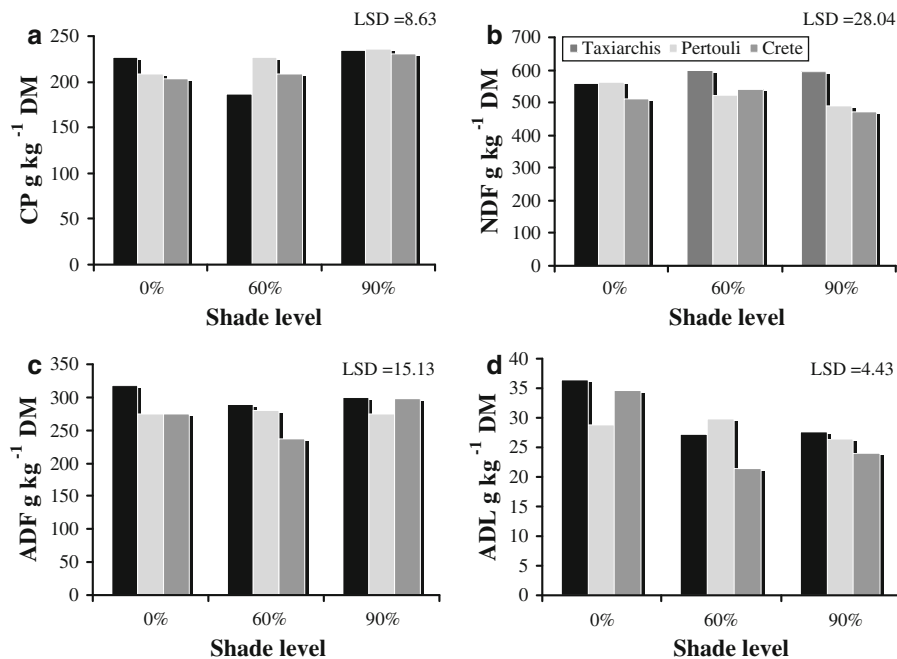 a
LSD =8.63
CP g kg -1 DM
250
200
150
100
50
0
0%
60%
90%
Shade level
b
LSD =28.04
NDF g kg -1 DM
Taxiarchis
Pertouli
Crete
700
600
500
400
300
200
100
0
0%
60%
90%
Shade level
c
LSD =15.13
ADF g kg -1 DM
350
300
250
200
150
100
50
0
0%
60%
90%
Shade level
d
LSD =4.43
ADL g kg -1 DM
40
35
30
25
20
15
10
5
0
0%
60%
90%
Shade level